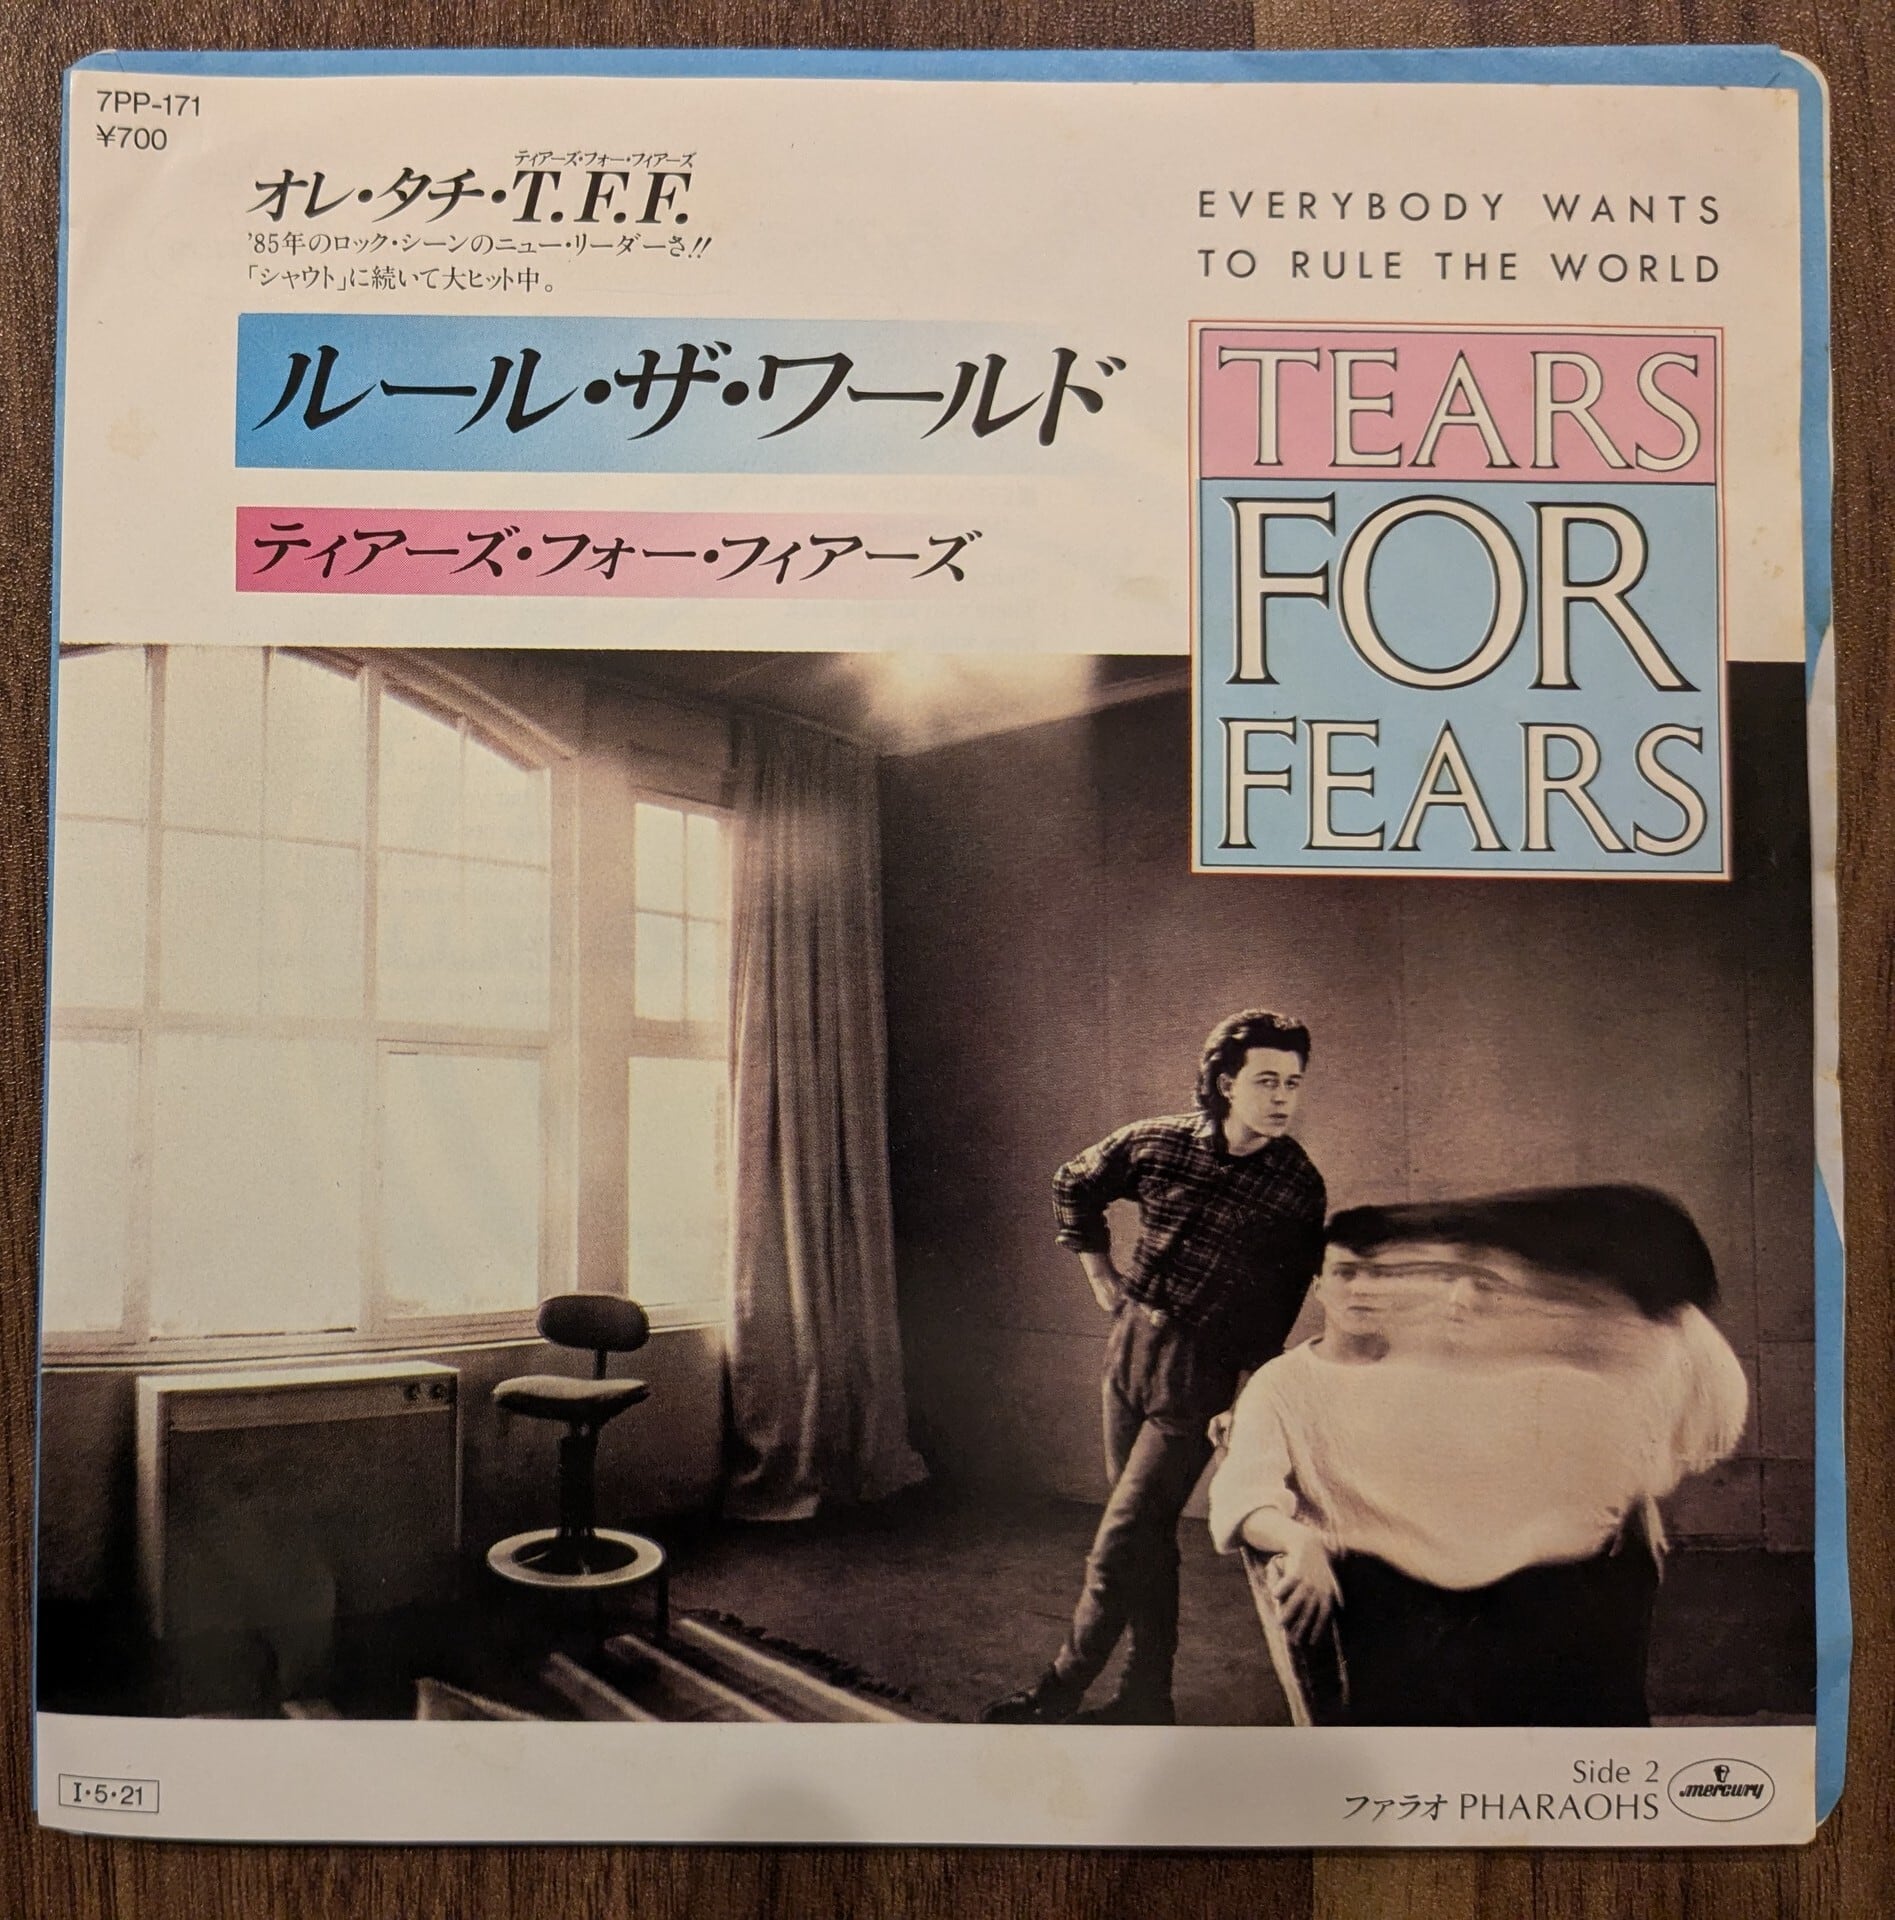 7PP-171
¥700
ティアーズ・フォー・フィアーズ
オレ・タチ・T.F.F.
'85年のロック・シーンのニュー・リーダーさ!!
「シャウト」に続いて大ヒット中。
ルール・ザ・ワールド
ティアーズ・フォー・フィアーズ
EVERYBODY WANTS
TO RULE THE WORLD
TEARS
FOR
FEARS
I・5・21
Side 2
ファラオ PHARAOHS
mercury